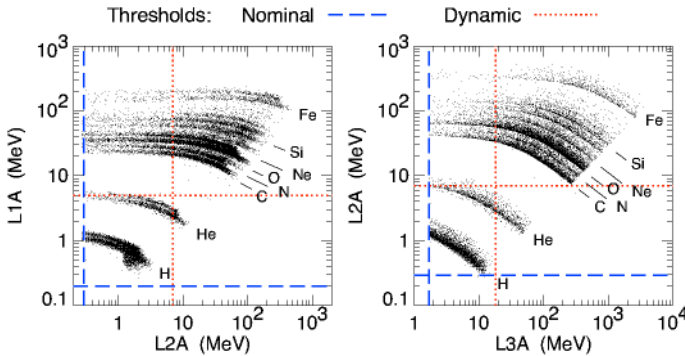 Thresholds: Nominal Dynamic
10³ 10³
10² 10²
10 10
1 1
0.1 0.1
L1A (MeV)
L2A (MeV)
Fe
Si
Ne
O
N
C
He
H
Fe
Si
Ne
O
N
C
He
H
1 10 10² 10³
1 10 10² 10³ 10⁴
L2A (MeV) L3A (MeV)